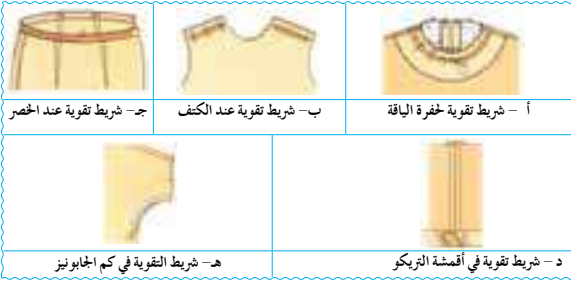 أ – شريط تقوية لحفرة الياقة
ب– شريط تقوية عند الكتف
جـ– شريط تقوية عند الخصر
د – شريط تقوية في أقمشة التريكو
هـ– شريط التقوية في كم الجابونيز